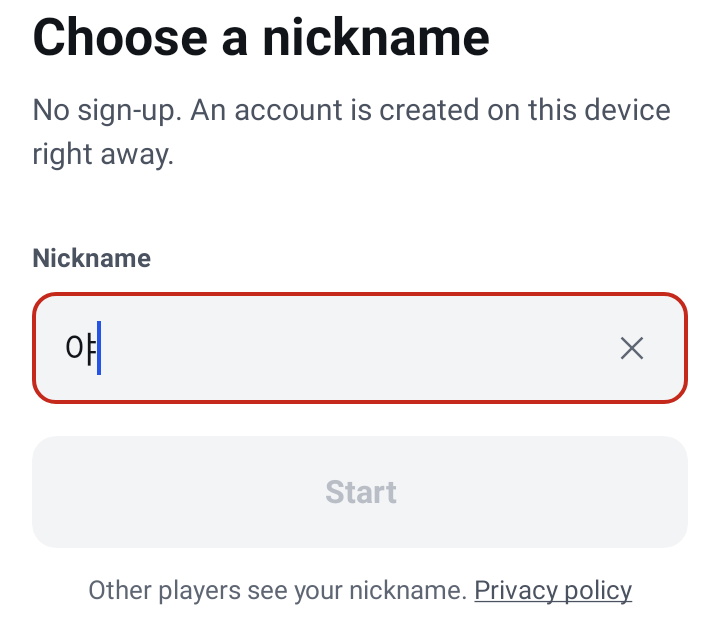 Choose a nickname
No sign-up. An account is created on this device
right away.
Nickname
야
Start
Other players see your nickname. Privacy policy